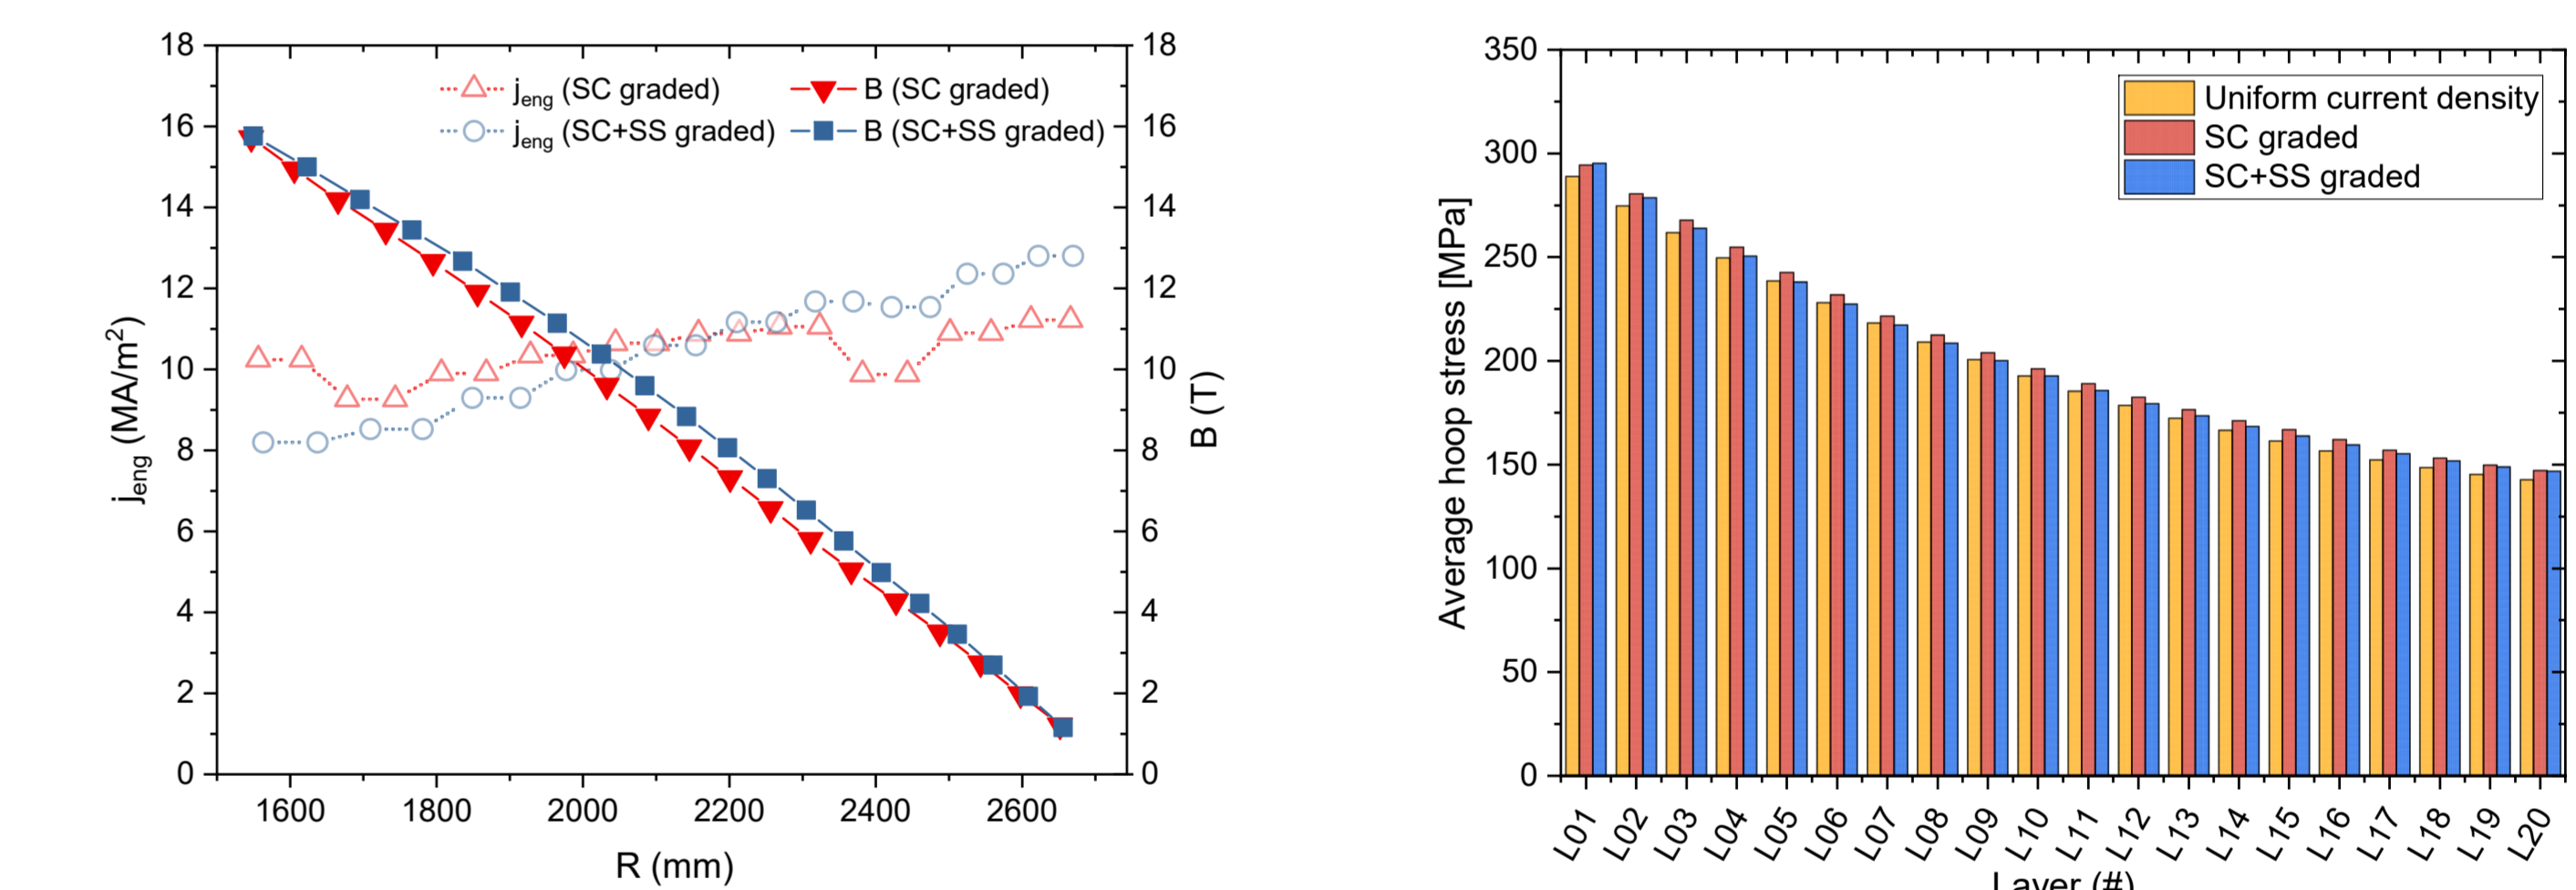 18
16
14
12
10
8
6
4
2
0
j_eng (MA/m²)
j_eng (SC graded)
B (SC graded)
j_eng (SC+SS graded)
B (SC+SS graded)
18
16
14
12
10
8
6
4
2
0
B (T)
1600 1800 2000 2200 2400 2600
R (mm)
350
300
250
200
150
100
50
0
Average hoop stress [MPa]
Uniform current density
SC graded
SC+SS graded
L01 L02 L03 L04 L05 L06 L07 L08 L09 L10 L11 L12 L13 L14 L15 L16 L17 L18 L19 L20
Layer (#)